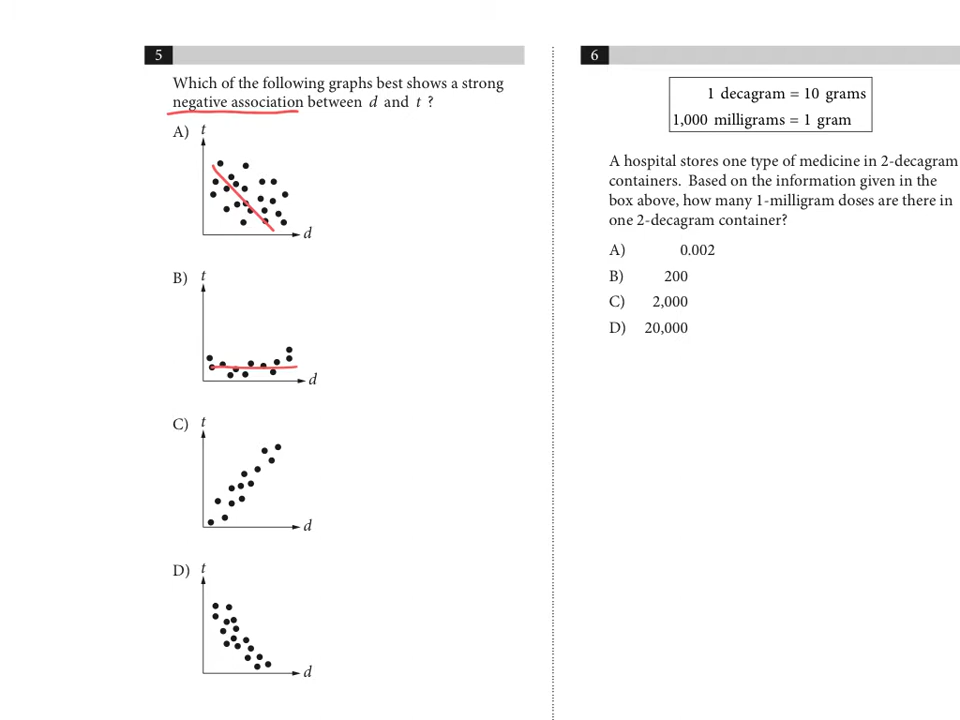 5
Which of the following graphs best shows a strong
negative association between d and t ?
A) t
d
B) t
d
C) t
d
D) t
d
6
1 decagram = 10 grams
1,000 milligrams = 1 gram
A hospital stores one type of medicine in 2-decagram
containers. Based on the information given in the
box above, how many 1-milligram doses are there in
one 2-decagram container?
A) 0.002
B) 200
C) 2,000
D) 20,000